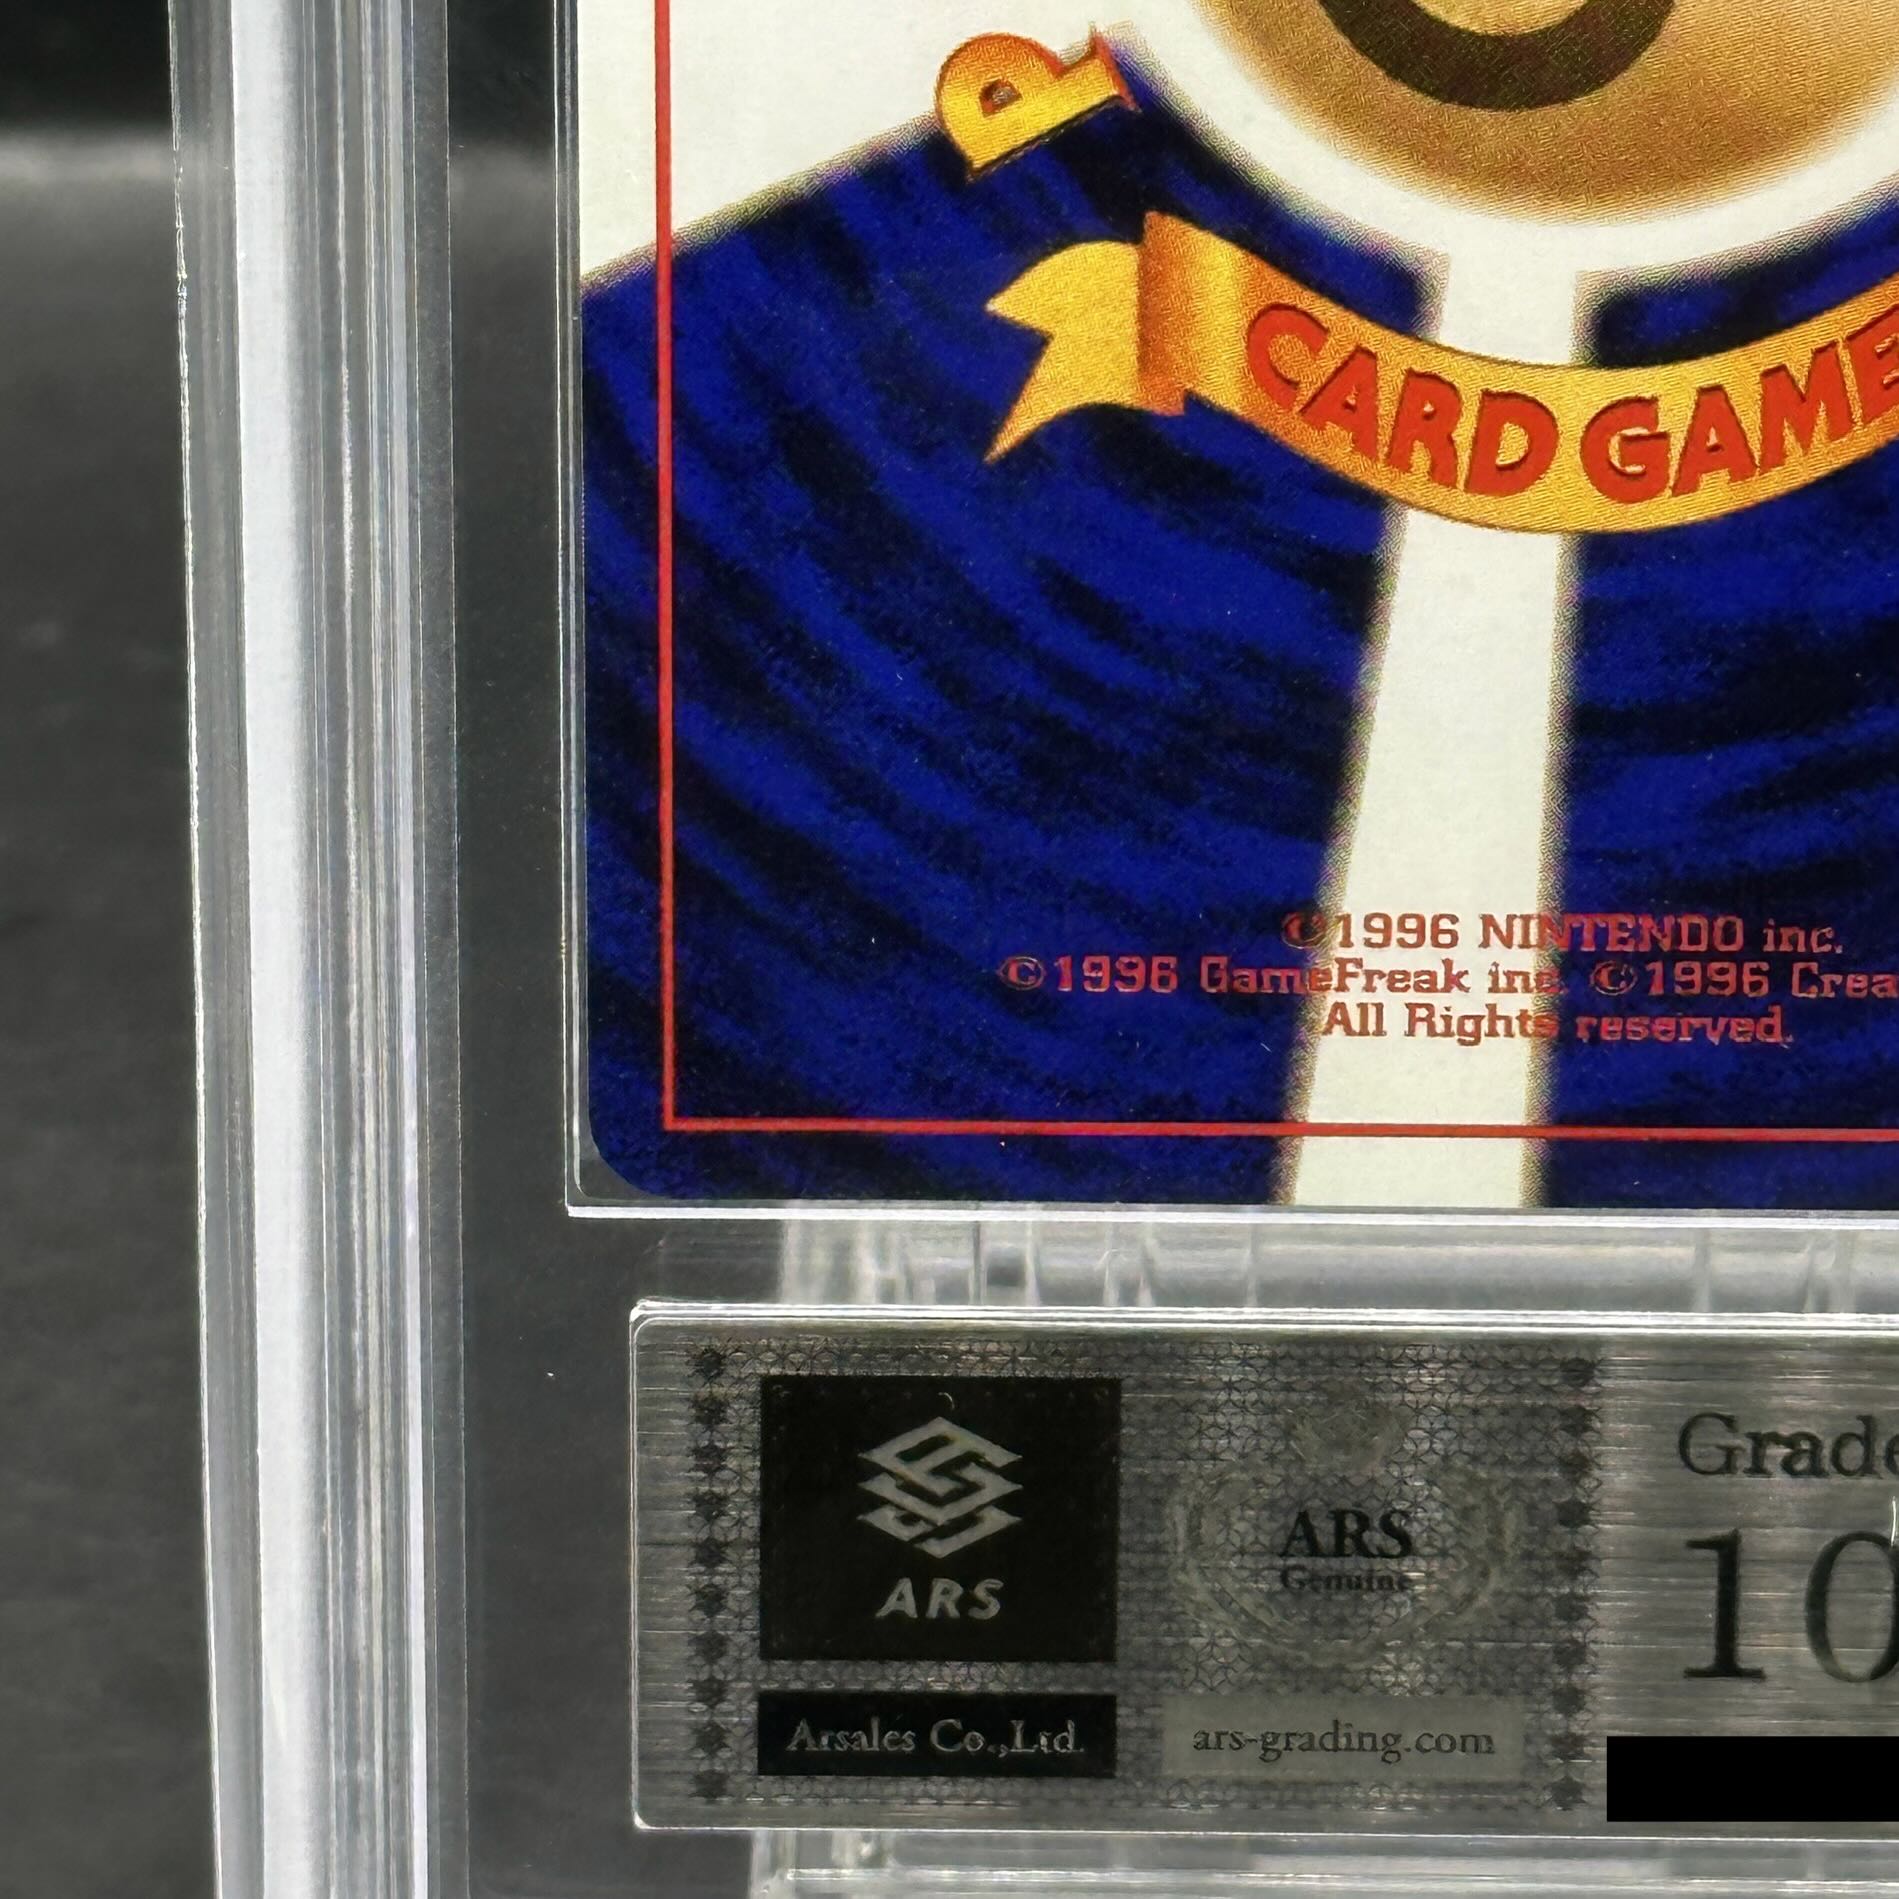 P
CARD GAME
©1996 NINTENDO inc.
©1996 GameFreak inc. ©1996 Crea
All Rights reserved.
ARS
Arsales Co.,Ltd.
ARS
Genuine
ars-grading.com
Grade
10